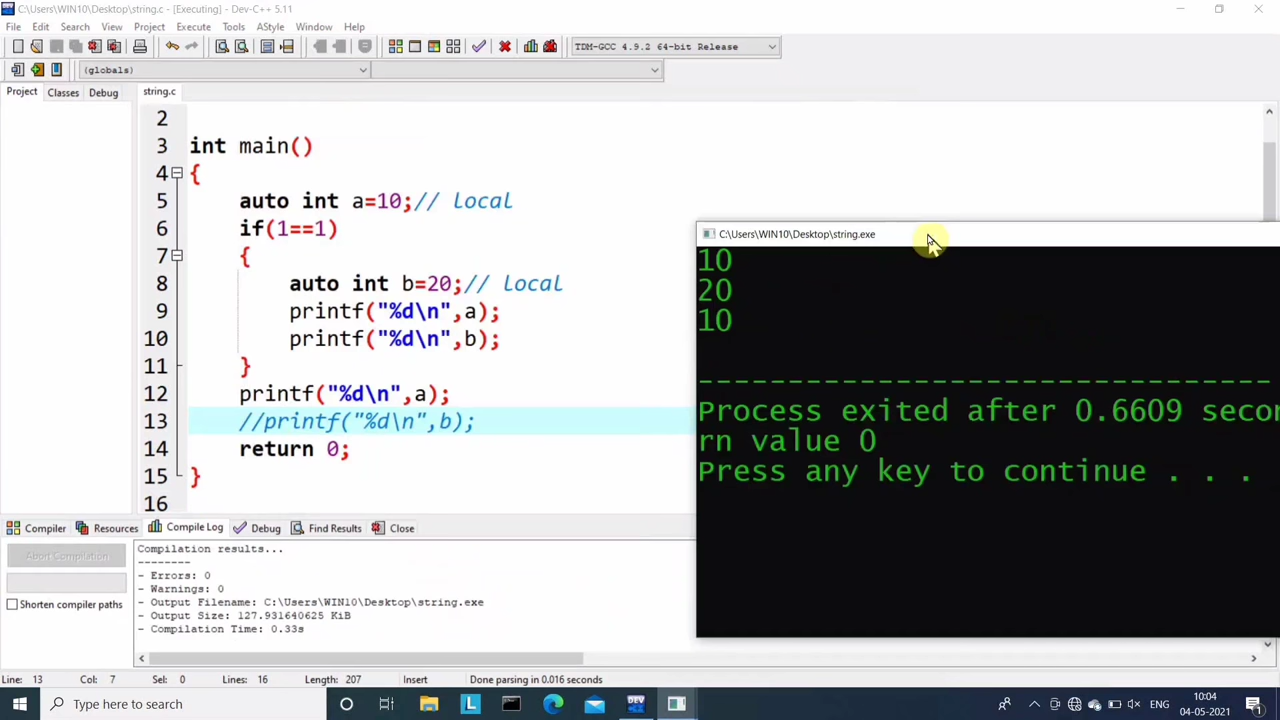 C:\Users\WIN10\Desktop\string.c - [Executing] - Dev-C++ 5.11
File Edit Search View Project Execute Tools AStyle Window Help
TDM-GCC 4.9.2 64-bit Release
(globals)
Project Classes Debug string.c
2
3 int main()
4 {
5 auto int a=10;// local
6 if(1==1)
7 {
8 auto int b=20;// local
9 printf("%d\n",a);
10 printf("%d\n",b);
11 }
12 printf("%d\n",a);
13 //printf("%d\n",b);
14 return 0;
15 }
16
C:\Users\WIN10\Desktop\string.exe
10
20
10
--------------------------------
Process exited after 0.6609 secon
rn value 0
Press any key to continue . . .
Compiler Resources Compile Log Debug Find Results Close
Abort Compilation
Shorten compiler paths
Compilation results...
--------
- Errors: 0
- Warnings: 0
- Output Filename: C:\Users\WIN10\Desktop\string.exe
- Output Size: 127.931640625 KiB
- Compilation Time: 0.33s
Line: 13 Col: 7 Sel: 0 Lines: 16 Length: 207 Insert Done parsing in 0.016 seconds
Type here to search
DEV
L
ENG
10:04
04-05-2021
1